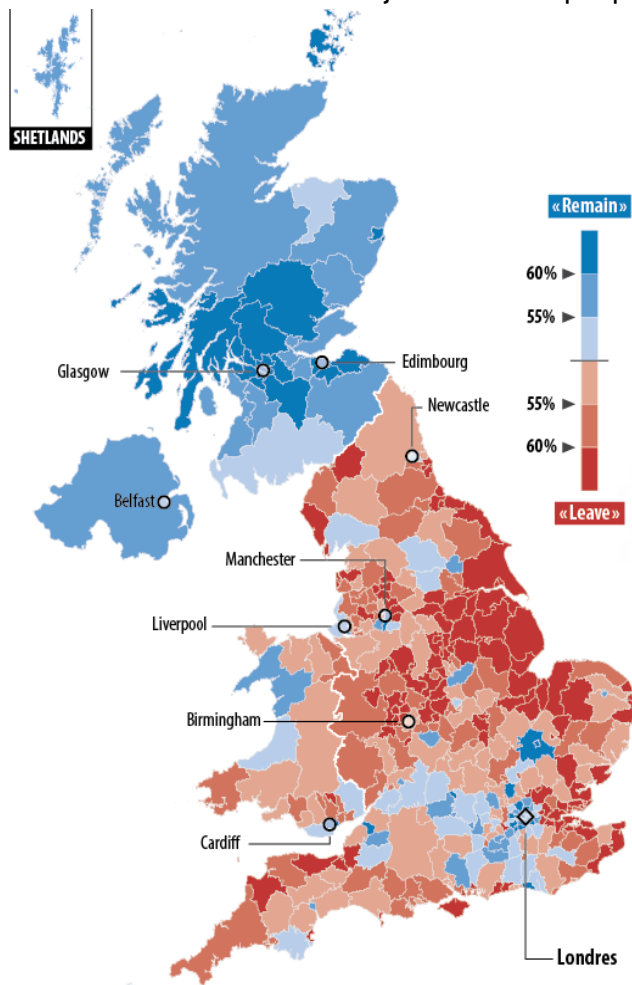 SHETLANDS
« Remain »
60%
55%
55%
60%
« Leave »
Glasgow
Edimbourg
Newcastle
Belfast
Manchester
Liverpool
Birmingham
Cardiff
Londres